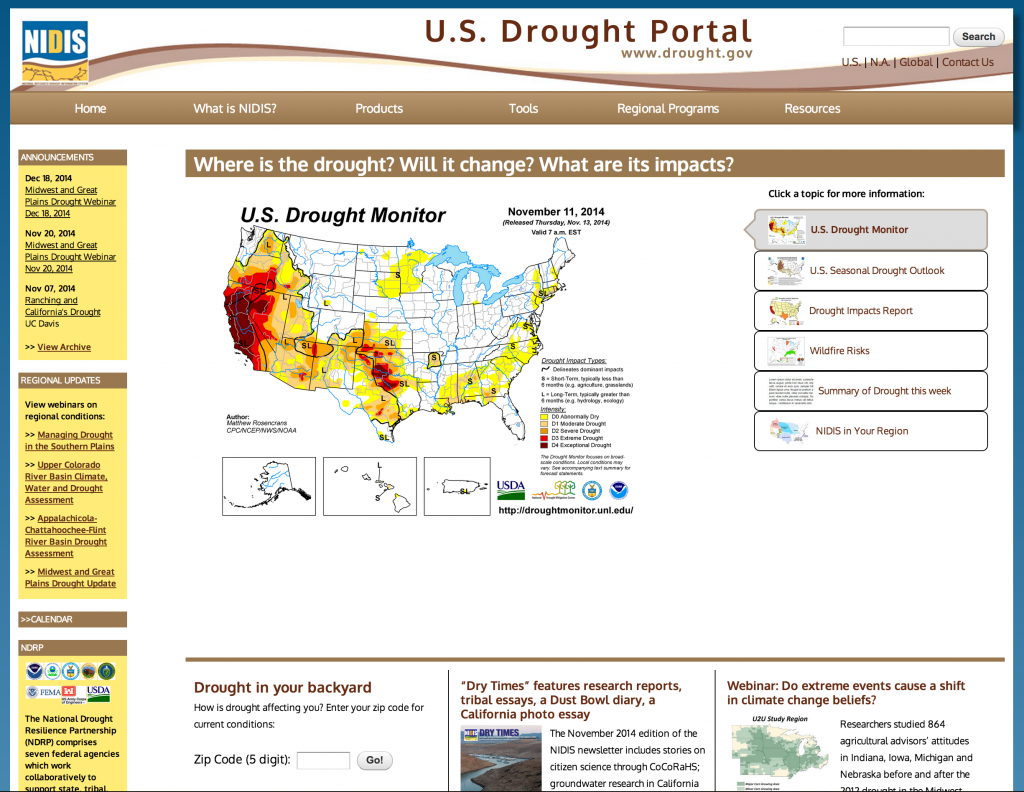 NIDIS
U.S. Drought Portal
www.drought.gov
Search
U.S. | N.A. | Global | Contact Us
Home
What is NIDIS?
Products
Tools
Regional Programs
Resources
ANNOUNCEMENTS
Dec 18, 2014
Midwest and Great
Plains Drought Webinar
Dec 18, 2014
Nov 20, 2014
Midwest and Great
Plains Drought Webinar
Nov 20, 2014
Nov 07, 2014
Ranching and
California's Drought
UC Davis
>> View Archive
REGIONAL UPDATES
View webinars on
regional conditions:
>> Managing Drought
in the Southern Plains
>> Upper Colorado
River Basin Climate,
Water and Drought
Assessment
>> Appalachicola-
Chattahoochee-Flint
River Basin Drought
Assessment
>> Midwest and Great
Plains Drought Update
>>CALENDAR
NDRP
FEMA
US Army Corps
of Engineers
USDA
The National Drought
Resilience Partnership
(NDRP) comprises
seven federal agencies
which work
collaboratively to
support state, tribal,
Where is the drought? Will it change? What are its impacts?
U.S. Drought Monitor
November 11, 2014
(Released Thursday, Nov. 13, 2014)
Valid 7 a.m. EST
L
S
L
SL
L
L
SL
L
SL
S
SL
L
S
S
S
S
SL
SL
Drought Impact Types:
Delineates dominant impacts
S = Short-Term, typically less than
6 months (e.g. agriculture, grasslands)
L = Long-Term, typically greater than
6 months (e.g. hydrology, ecology)
Intensity:
D0 Abnormally Dry
D1 Moderate Drought
D2 Severe Drought
D3 Extreme Drought
D4 Exceptional Drought
The Drought Monitor focuses on broad-
scale conditions. Local conditions may
vary. See accompanying text summary for
forecast statements.
Author:
Matthew Rosencrans
CPC/NCEP/NWS/NOAA
L
S
SL
USDA
http://droughtmonitor.unl.edu/
Click a topic for more information:
U.S. Drought Monitor
U.S. Seasonal Drought Outlook
Drought Impacts Report
Wildfire Risks
Summary of Drought this week
NIDIS in Your Region
Drought in your backyard
How is drought affecting you? Enter your zip code for
current conditions:
Zip Code (5 digit):
Go!
"Dry Times" features research reports,
tribal essays, a Dust Bowl diary, a
California photo essay
DRY TIMES
The November 2014 edition of the
NIDIS newsletter includes stories on
citizen science through CoCoRaHS;
groundwater research in California
Webinar: Do extreme events cause a shift
in climate change beliefs?
U2U Study Region
Researchers studied 864
agricultural advisors' attitudes
in Indiana, Iowa, Michigan and
Nebraska before and after the
2012 drought in the Midwest